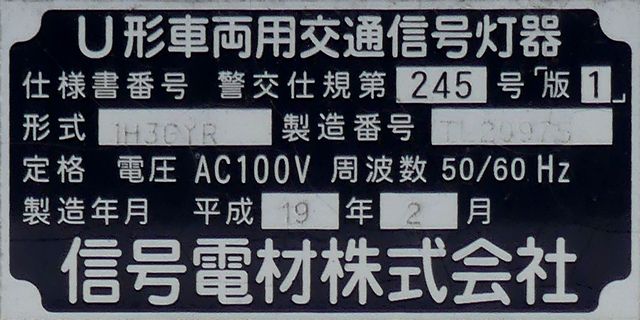 U形車両用交通信号灯器
仕様書番号 警交仕規第 245 号「版1」
形式 1H3GYR 製造番号
定格 電圧 AC100V 周波数 50/60Hz
製造年月 平成 19 年 2 月
信号電材株式会社